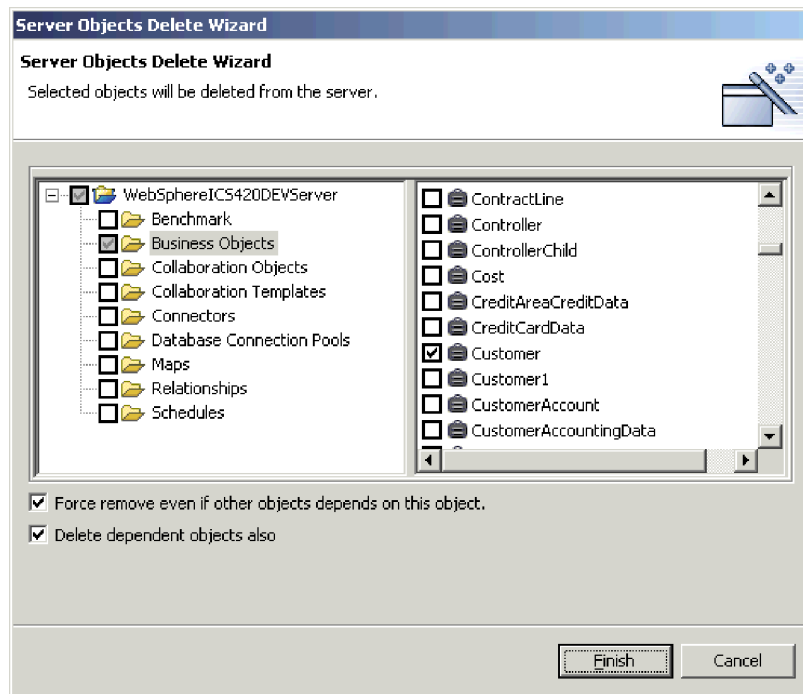 Server Objects Delete Wizard
Server Objects Delete Wizard
Selected objects will be deleted from the server.
WebSphereICS420DEVServer
Benchmark
Business Objects
Collaboration Objects
Collaboration Templates
Connectors
Database Connection Pools
Maps
Relationships
Schedules
ContractLine
Controller
ControllerChild
Cost
CreditAreaCreditData
CreditCardData
Customer
Customer1
CustomerAccount
CustomerAccountingData
Force remove even if other objects depends on this object.
Delete dependent objects also
Finish
Cancel